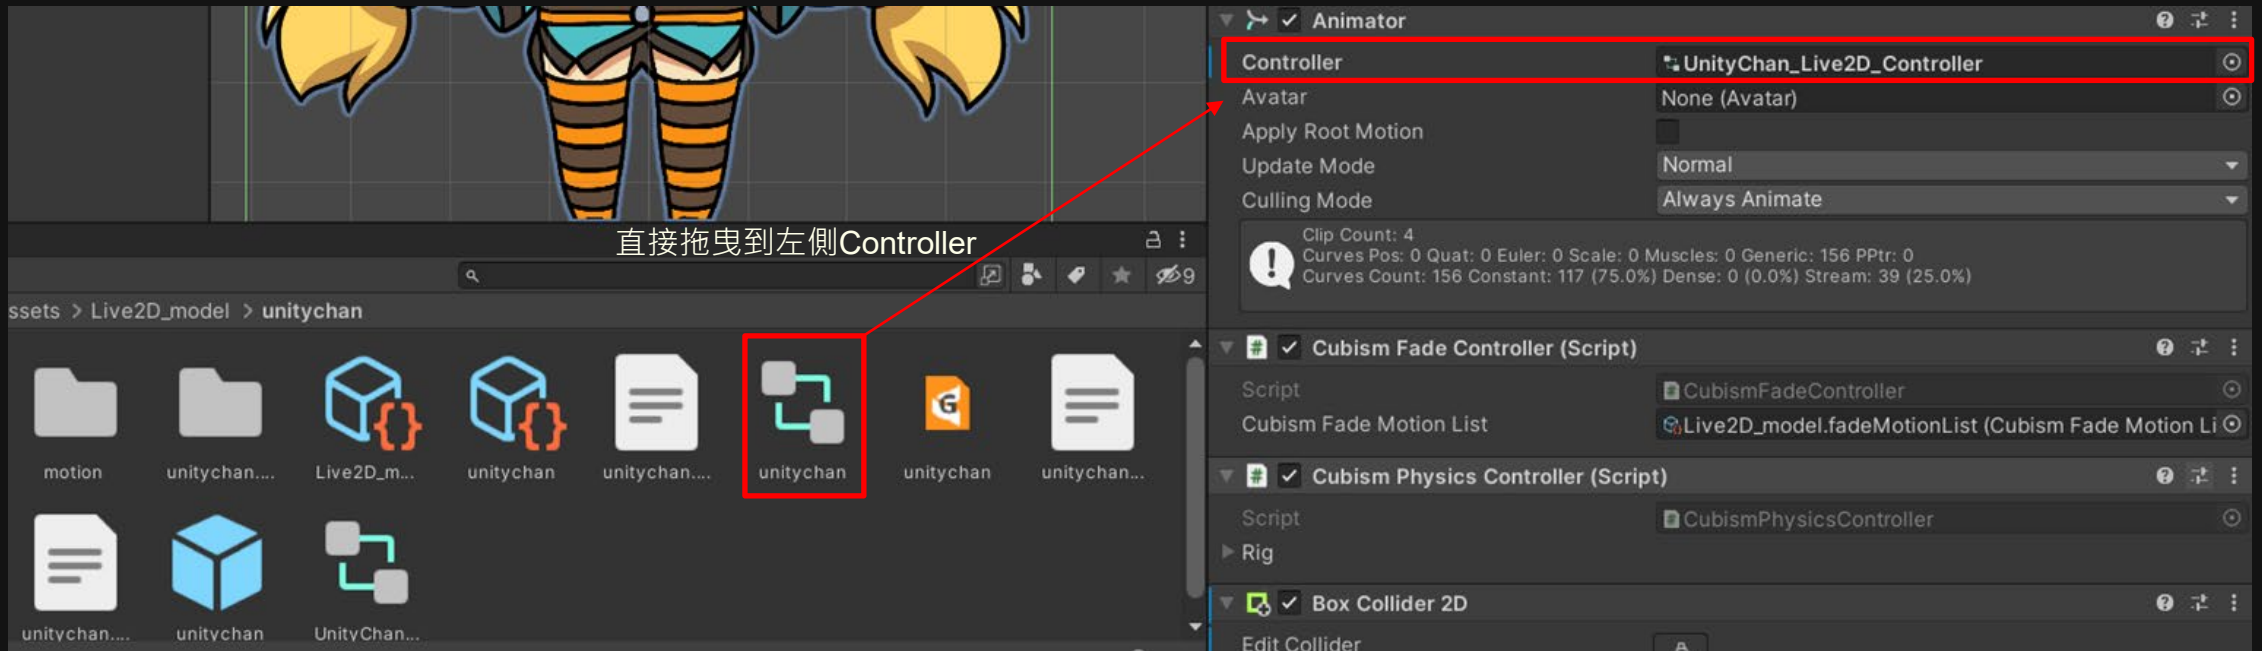 直接拖曳到左側Controller
9
ssets > Live2D_model > unitychan
motion
unitychan....
Live2D_m...
unitychan
unitychan....
unitychan
unitychan
unitychan...
unitychan....
unitychan
UnityChan...
Animator
Controller
UnityChan_Live2D_Controller
Avatar
None (Avatar)
Apply Root Motion
Update Mode
Normal
Culling Mode
Always Animate
Clip Count: 4
Curves Pos: 0 Quat: 0 Euler: 0 Scale: 0 Muscles: 0 Generic: 156 PPtr: 0
Curves Count: 156 Constant: 117 (75.0%) Dense: 0 (0.0%) Stream: 39 (25.0%)
Cubism Fade Controller (Script)
Script
CubismFadeController
Cubism Fade Motion List
Live2D_model.fadeMotionList (Cubism Fade Motion Li
Cubism Physics Controller (Script)
Script
CubismPhysicsController
Rig
Box Collider 2D
Edit Collider